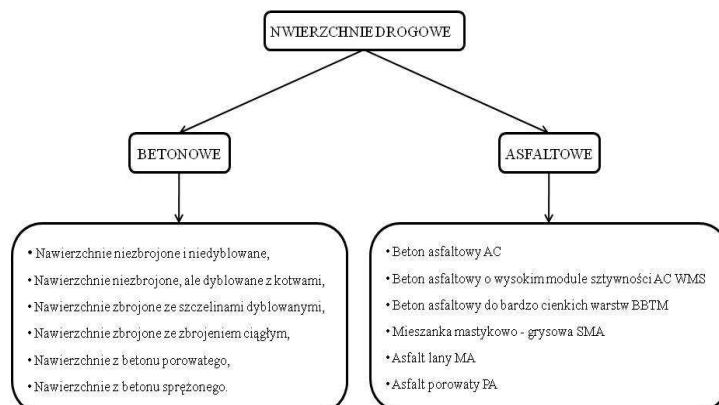 NWIERZCHNIE DROGOWE
BETONOWE
ASFALTOWE
• Nawierzchnie niezbrojone i niedyblowane,
• Nawierzchnie niezbrojone, ale dyblowane z kotwami,
• Nawierzchnie zbrojone ze szczelinami dyblowanymi,
• Nawierzchnie zbrojone ze zbrojeniem ciągłym,
• Nawierzchnie z betonu porowatego,
• Nawierzchnie z betonu sprężonego.
• Beton asfaltowy AC
• Beton asfaltowy o wysokim module sztywności AC WMS
• Beton asfaltowy do bardzo cienkich warstw BBTM
• Mieszanka mastykowo - grysowa SMA
• Asfalt lany MA
• Asfalt porowaty PA